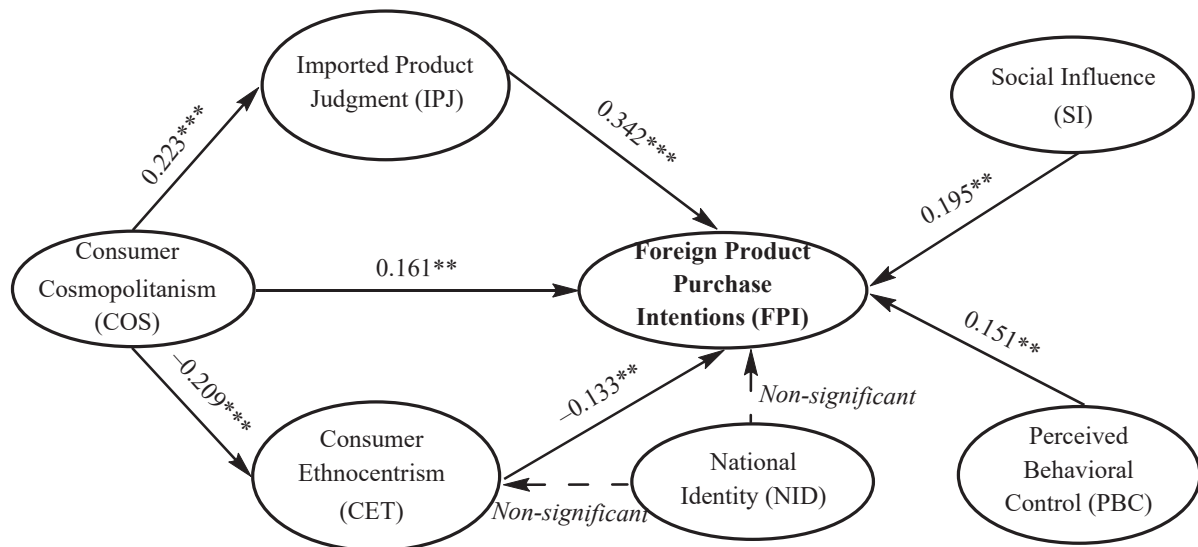 Imported Product
Judgment (IPJ)
Social Influence
(SI)
0.223***
0.342***
0.195**
Consumer
Cosmopolitanism
(COS)
0.161**
Foreign Product
Purchase
Intentions (FPI)
0.151**
–0.209***
–0.133**
Non-significant
Consumer
Ethnocentrism
(CET)
Non-significant
National
Identity (NID)
Perceived
Behavioral
Control (PBC)